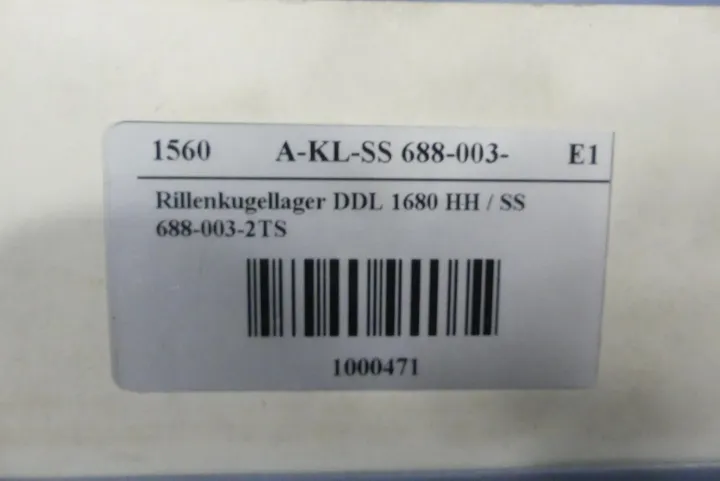 1560 A-KL-SS 688-003- E1
Rillenkugellager DDL 1680 HH / SS
688-003-2TS
1000471